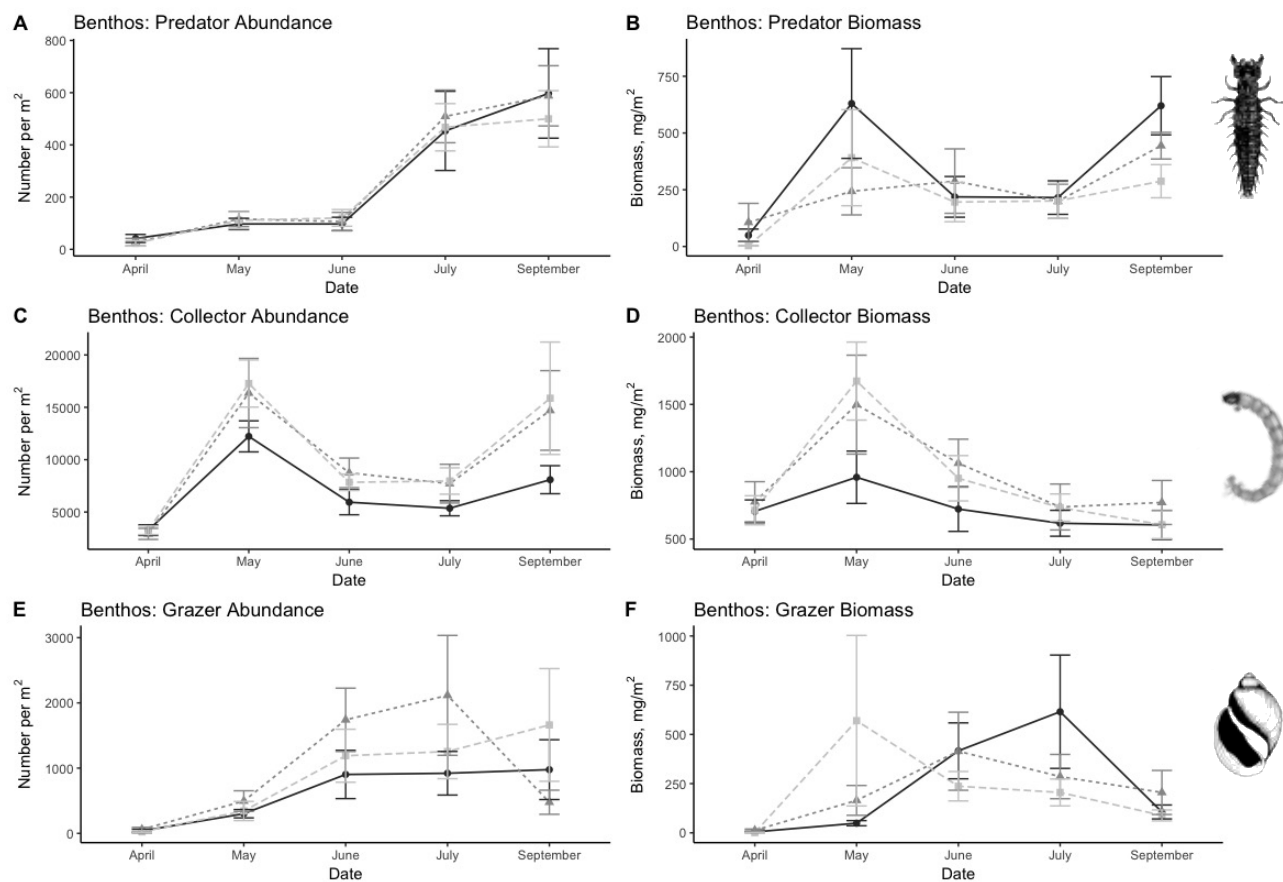 A Benthos: Predator Abundance
Number per m²
800
600
400
200
0
April May June July September
Date
B Benthos: Predator Biomass
Biomass, mg/m²
750
500
250
0
April May June July September
Date
C Benthos: Collector Abundance
Number per m²
20000
15000
10000
5000
April May June July September
Date
D Benthos: Collector Biomass
Biomass, mg/m²
2000
1500
1000
500
April May June July September
Date
E Benthos: Grazer Abundance
Number per m²
3000
2000
1000
0
April May June July September
Date
F Benthos: Grazer Biomass
Biomass, mg/m²
1000
750
500
250
0
April May June July September
Date